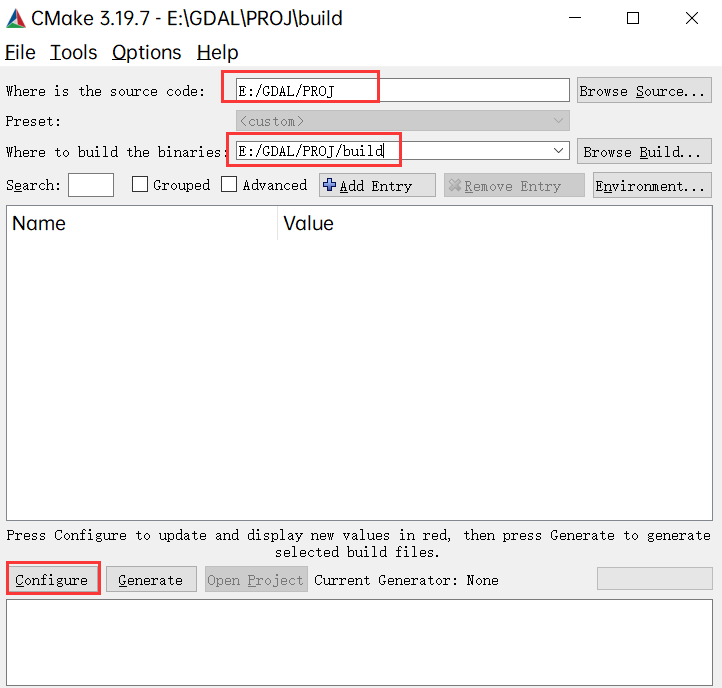 CMake 3.19.7 - E:\GDAL\PROJ\build
File Tools Options Help
Where is the source code: E:/GDAL/PROJ Browse Source...
Preset: <custom>
Where to build the binaries: E:/GDAL/PROJ/build Browse Build...
Search: Grouped Advanced Add Entry Remove Entry Environment...
Name Value
Press Configure to update and display new values in red, then press Generate to generate
selected build files.
Configure Generate Open Project Current Generator: None